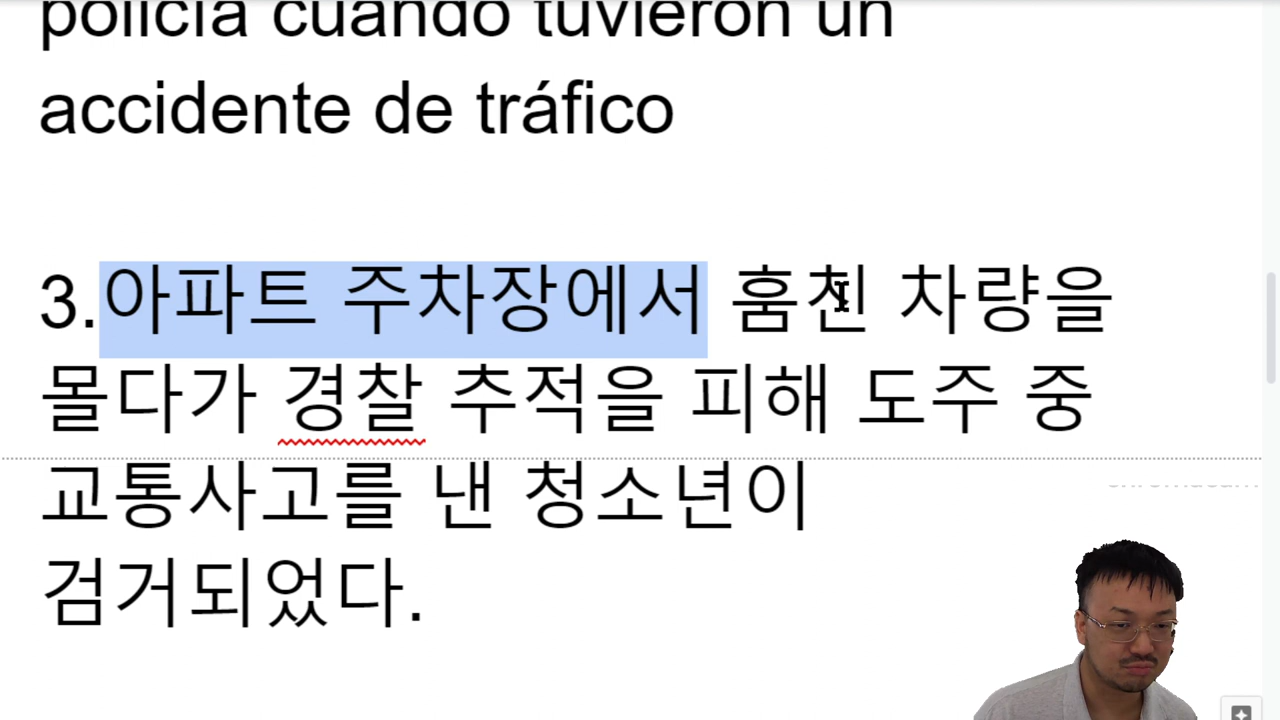 policía cuando tuvieron un
accidente de tráfico
3.아파트 주차장에서 훔친 차량을
몰다가 경찰 추적을 피해 도주 중
교통사고를 낸 청소년이
검거되었다.